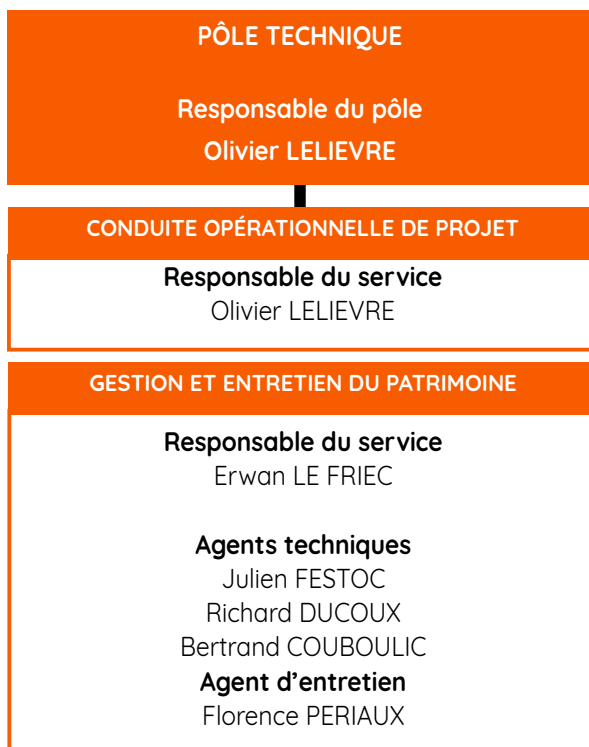 PÔLE TECHNIQUE
Responsable du pôle
Olivier LELIEVRE
CONDUITE OPÉRATIONNELLE DE PROJET
Responsable du service
Olivier LELIEVRE
GESTION ET ENTRETIEN DU PATRIMOINE
Responsable du service
Erwan LE FRIEC
Agents techniques
Julien FESTOC
Richard DUCOUX
Bertrand COUBOULIC
Agent d’entretien
Florence PERIAUX